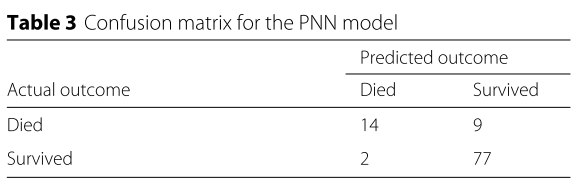 Table 3 Confusion matrix for the PNN model
Predicted outcome
Actual outcome Died Survived
Died 14 9
Survived 2 77